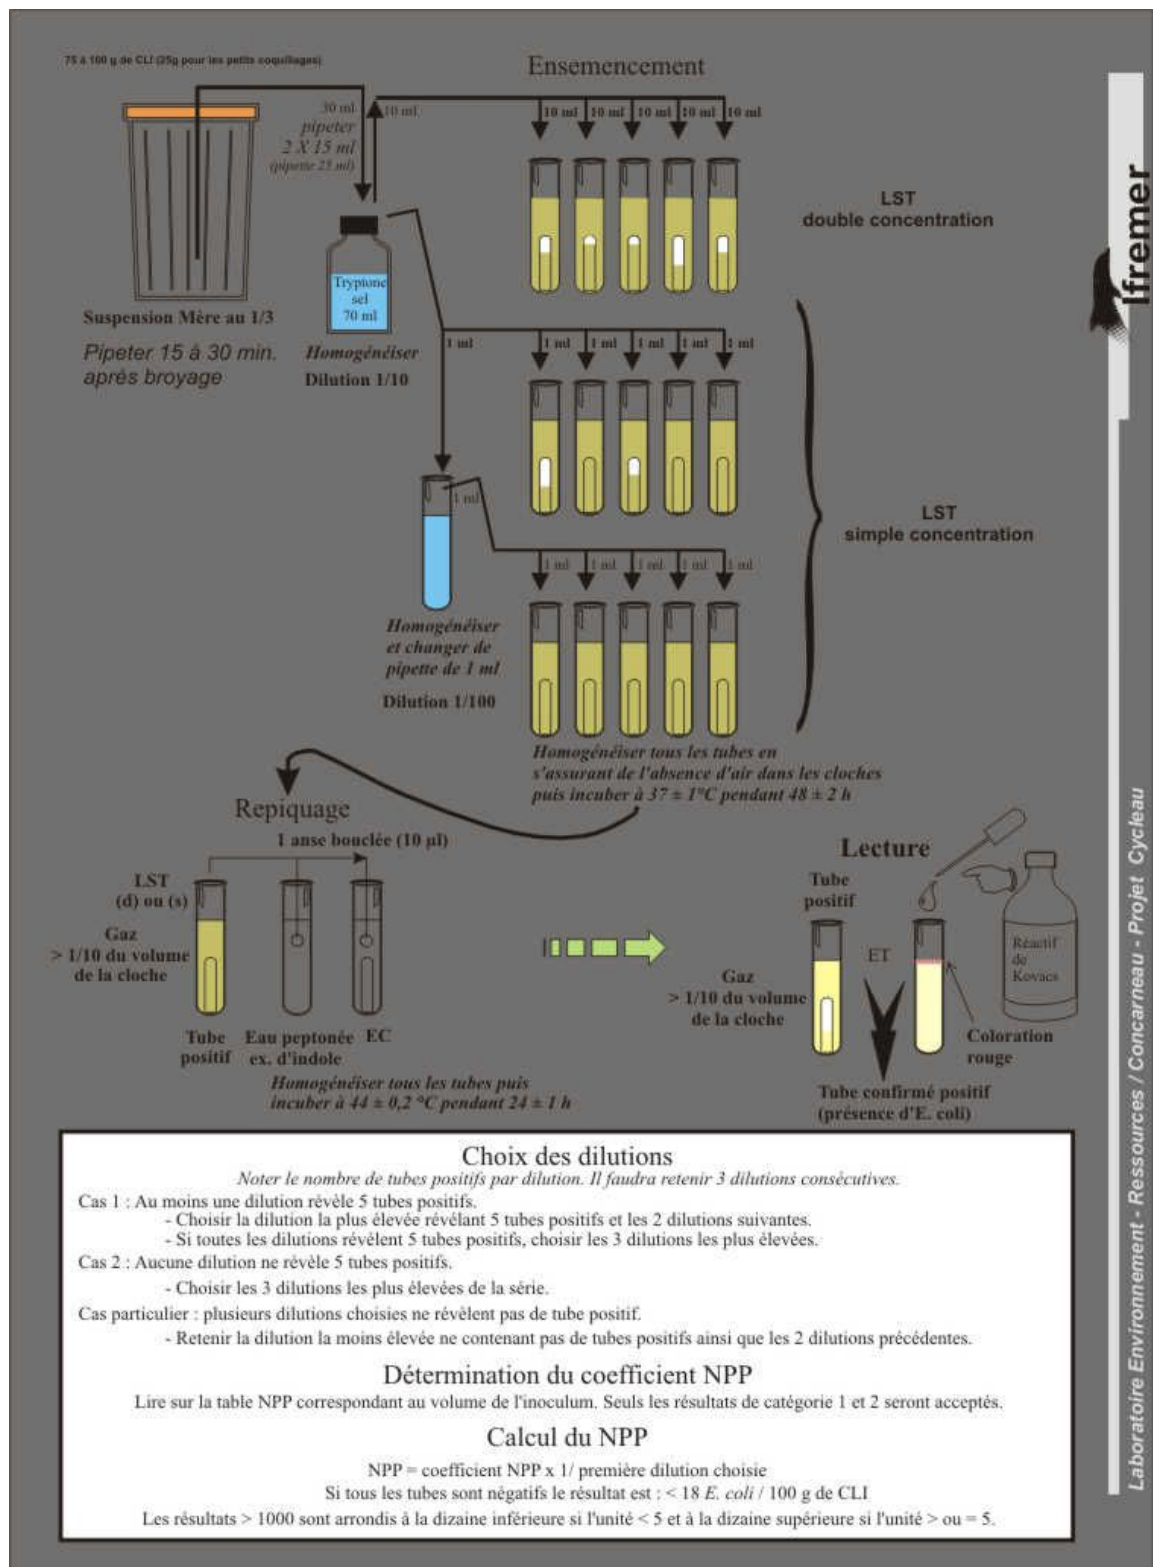 75 à 100 g de CLI (25g pour les petits coquillages)
Ensemencement
30 ml
pipeter
2 X 15 ml
(pipette 25 ml)
10 ml
10 ml 10 ml 10 ml 10 ml 10 ml
LST
double concentration
Ifremer
Tryptone
sel
70 ml
Suspension Mère au 1/3
Pipeter 15 à 30 min.
après broyage
Homogénéiser
Dilution 1/10
1 ml
1 ml 1 ml 1 ml 1 ml 1 ml
1 ml
LST
simple concentration
1 ml 1 ml 1 ml 1 ml 1 ml
Homogénéiser
et changer de
pipette de 1 ml
Dilution 1/100
Homogénéiser tous les tubes en
s'assurant de l'absence d'air dans les cloches
puis incuber à 37 ± 1°C pendant 48 ± 2 h
Repiquage
1 anse bouclée (10 µl)
LST
(d) ou (s)
Gaz
> 1/10 du volume
de la cloche
Tube
positif
Eau peptonée
ex. d'indole
EC
Homogénéiser tous les tubes puis
incuber à 44 ± 0,2 °C pendant 24 ± 1 h
Lecture
Tube
positif
ET
Réactif
de
Kovacs
Gaz
> 1/10 du volume
de la cloche
Coloration
rouge
Tube confirmé positif
(présence d'E. coli)
Laboratoire Environnement - Ressources / Concarneau - Projet Cycleau
Choix des dilutions
Noter le nombre de tubes positifs par dilution. Il faudra retenir 3 dilutions consécutives.
Cas 1 : Au moins une dilution révèle 5 tubes positifs.
- Choisir la dilution la plus élevée révélant 5 tubes positifs et les 2 dilutions suivantes.
- Si toutes les dilutions révèlent 5 tubes positifs, choisir les 3 dilutions les plus élevées.
Cas 2 : Aucune dilution ne révèle 5 tubes positifs.
- Choisir les 3 dilutions les plus élevées de la série.
Cas particulier : plusieurs dilutions choisies ne révèlent pas de tube positif.
- Retenir la dilution la moins élevée ne contenant pas de tubes positifs ainsi que les 2 dilutions précédentes.
Détermination du coefficient NPP
Lire sur la table NPP correspondant au volume de l'inoculum. Seuls les résultats de catégorie 1 et 2 seront acceptés.
Calcul du NPP
NPP = coefficient NPP x 1/ première dilution choisie
Si tous les tubes sont négatifs le résultat est : < 18 E. coli / 100 g de CLI
Les résultats > 1000 sont arrondis à la dizaine inférieure si l'unité < 5 et à la dizaine supérieure si l'unité > ou = 5.